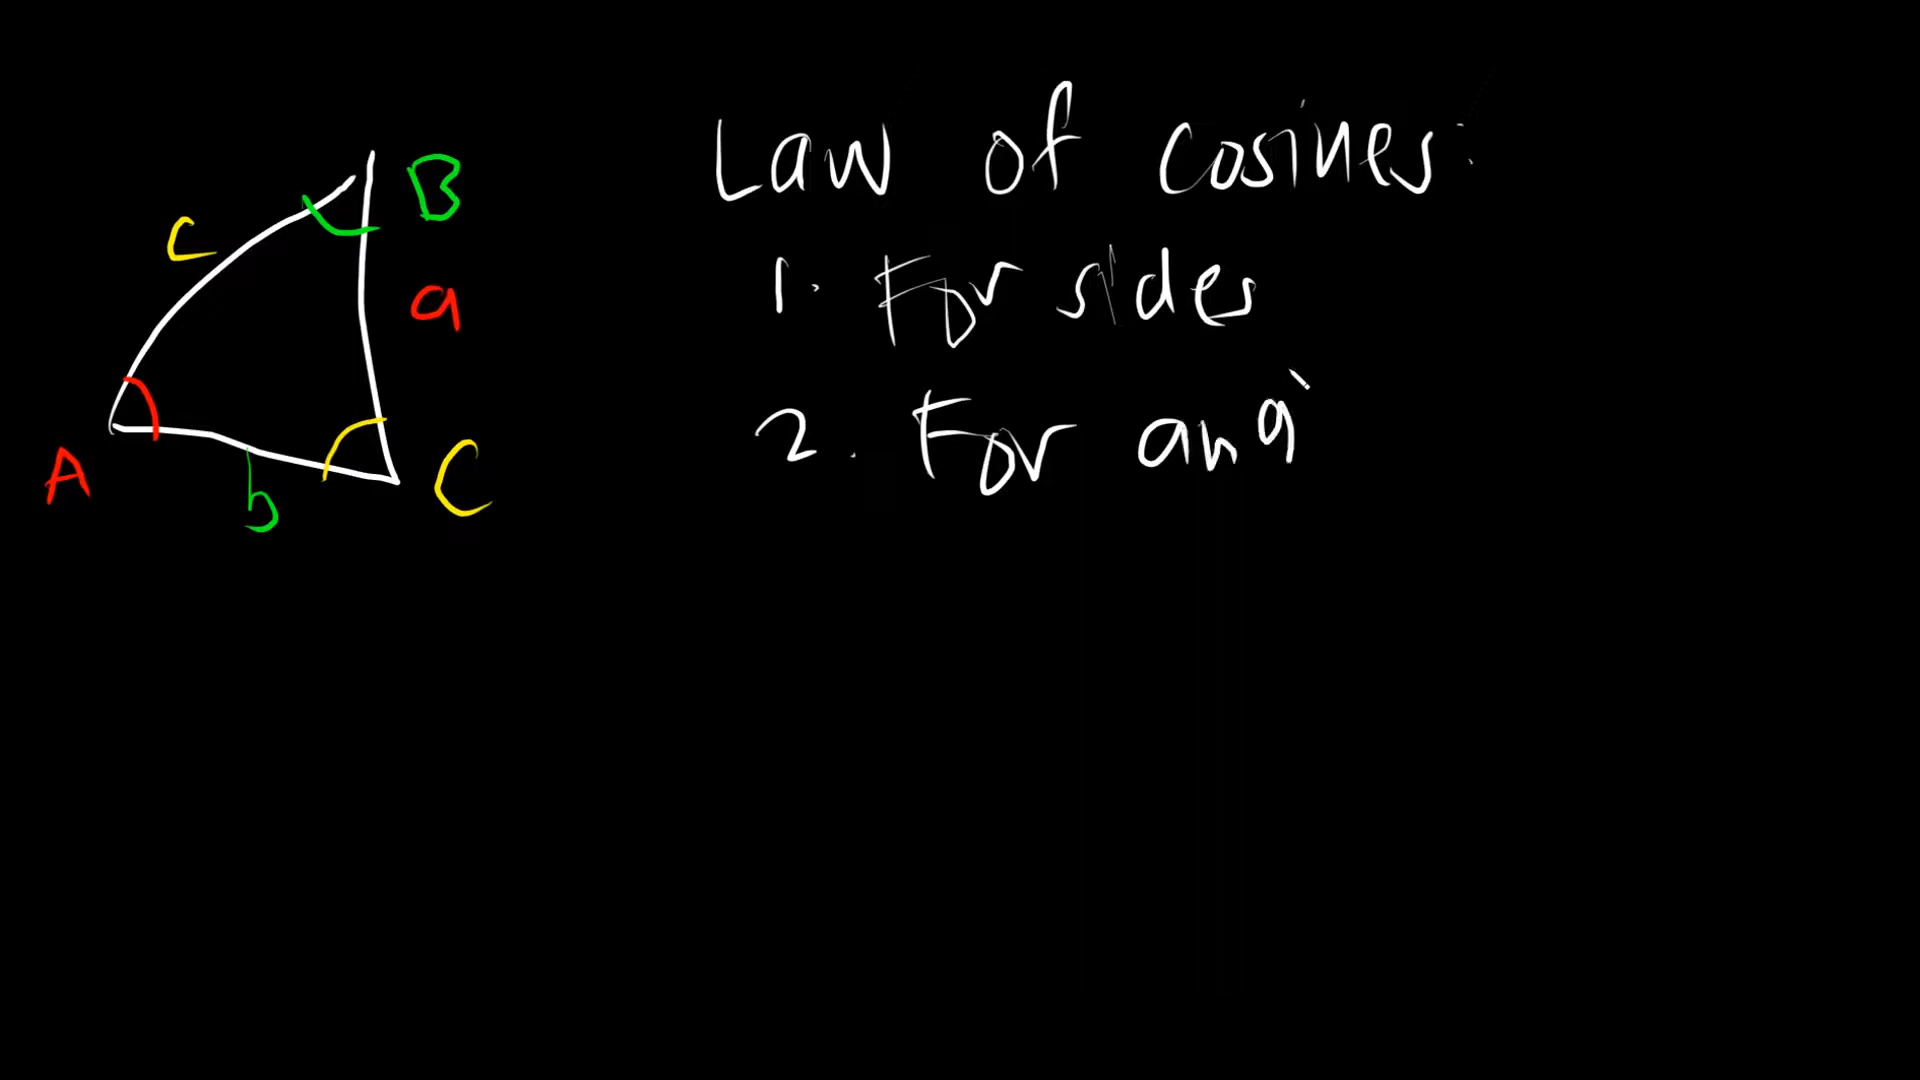 Law of cosines:
B
c
1. For sides
a
2. For ang
A
C
b